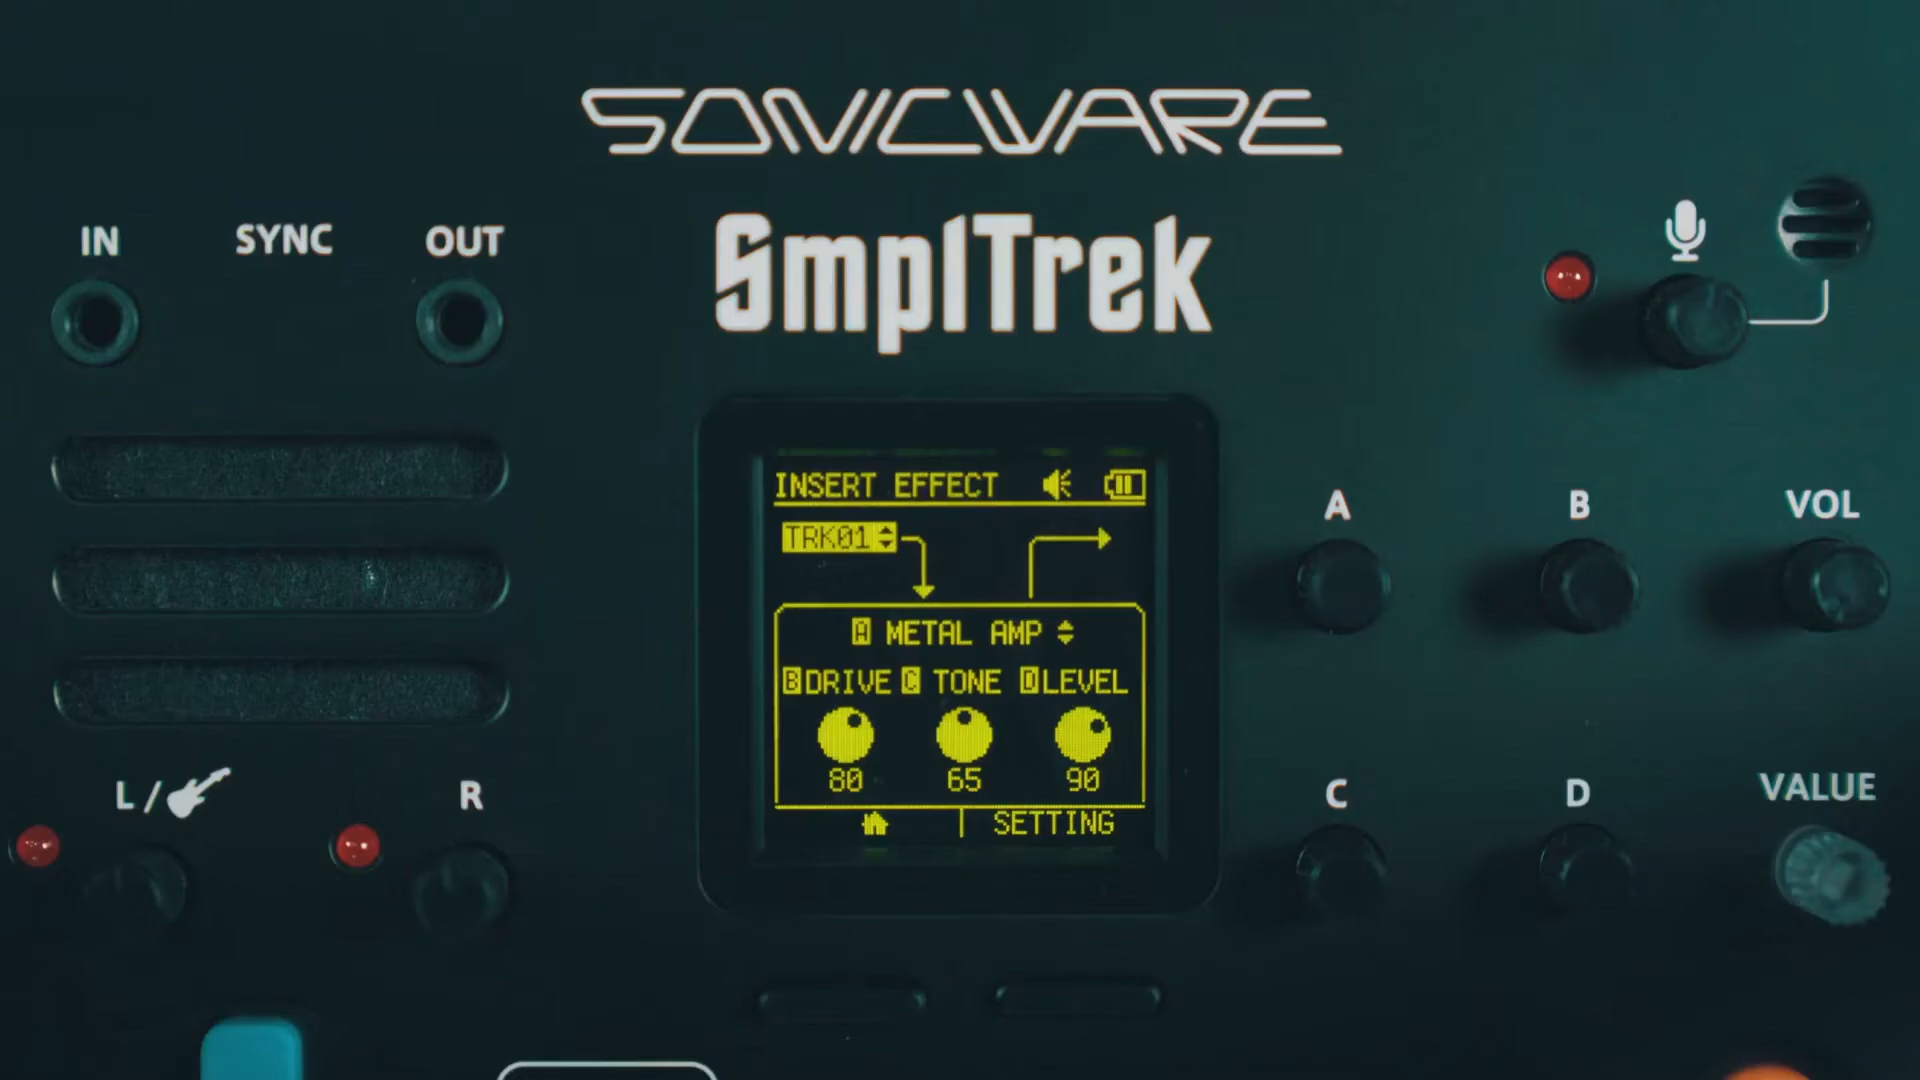 SONICWARE
SmplTrek
IN SYNC OUT
INSERT EFFECT
TRK01
A METAL AMP
B DRIVE C TONE D LEVEL
80 65 90
SETTING
A B VOL
L / R
C D VALUE